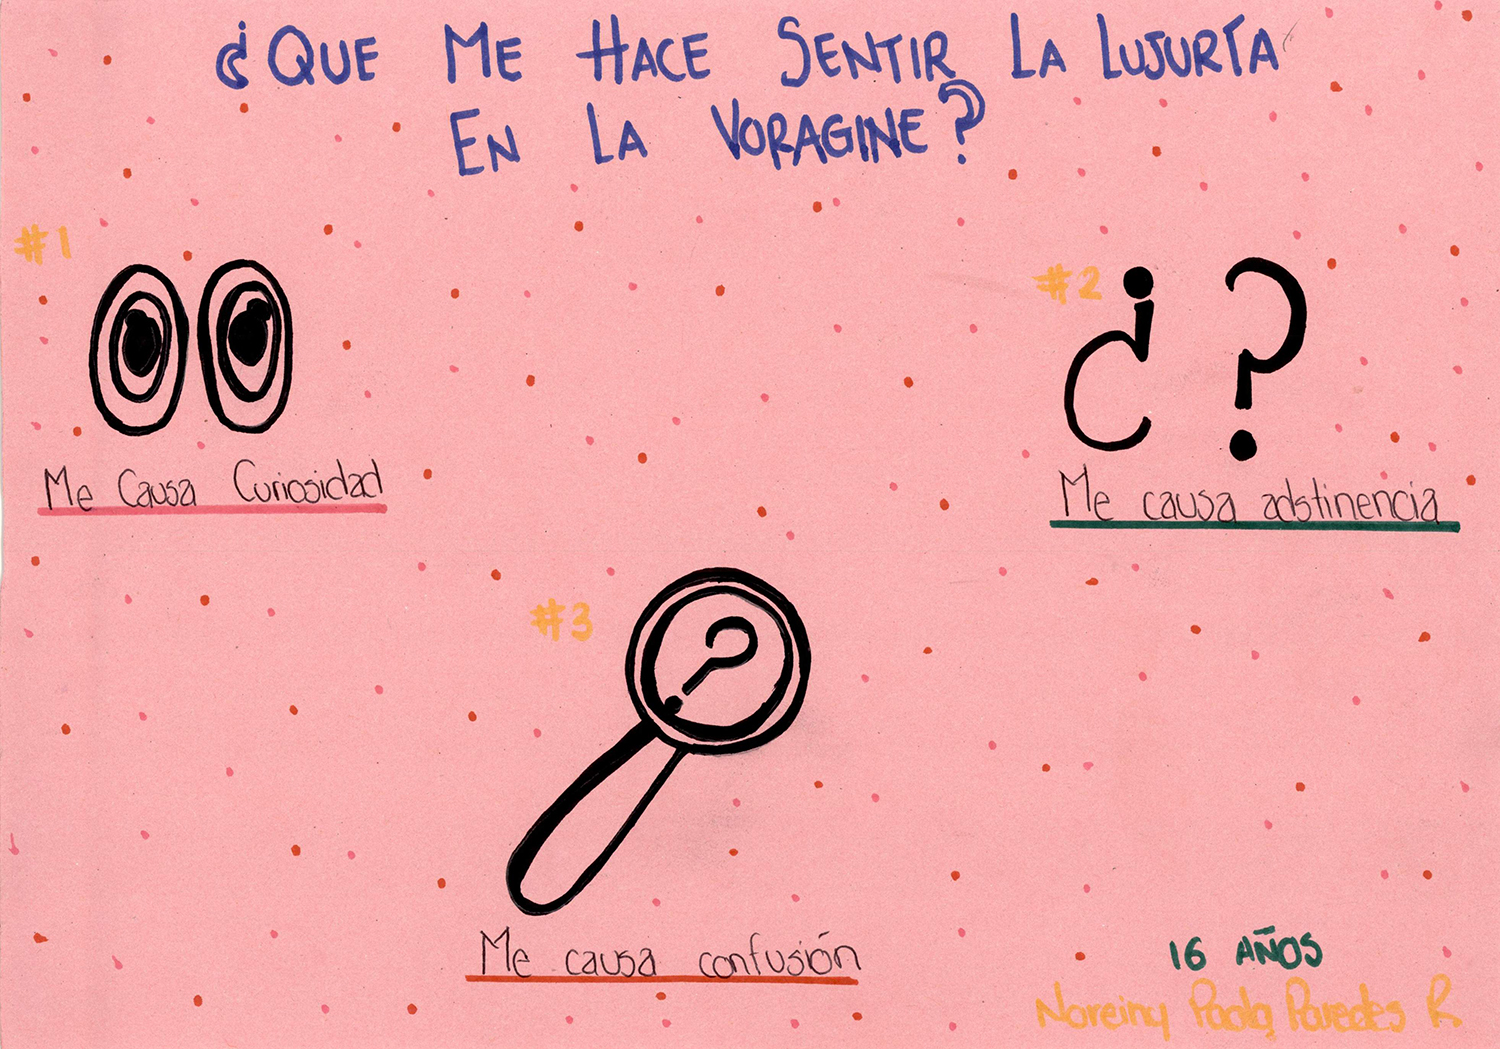 ¿QUE ME HACE SENTIR LA LUJURIA
EN LA VORAGINE?
#1
Me Causa Curiosidad
#2
¿?
Me causa adstinencia
#3
?
Me causa confusión
16 AÑOS
Noreiny Paola Paredes R